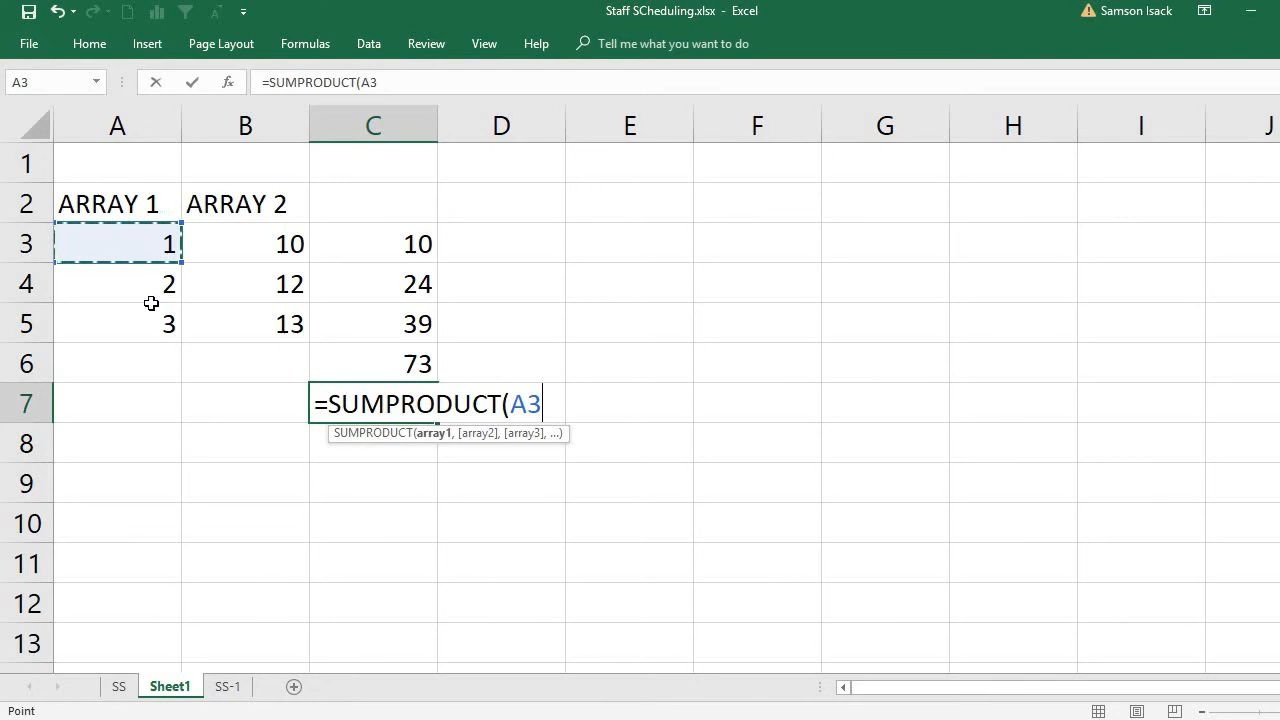 Staff SCheduling.xlsx - Excel
Samson Isack
File Home Insert Page Layout Formulas Data Review View Help Tell me what you want to do
A3 fx =SUMPRODUCT(A3
A B C D E F G H I J
1
2 ARRAY 1 ARRAY 2
3 1 10 10
4 2 12 24
5 3 13 39
6 73
7 =SUMPRODUCT(A3
SUMPRODUCT(array1, [array2], [array3], ...)
8
9
10
11
12
13
SS Sheet1 SS-1
Point